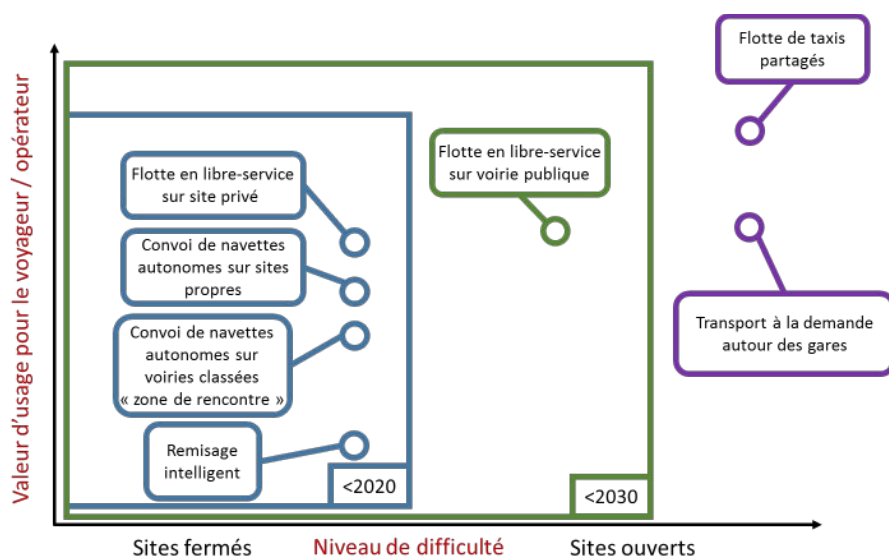 Valeur d'usage pour le voyageur / opérateur
Flotte de taxis
partagés
Flotte en libre-service
sur voirie publique
Flotte en libre-service
sur site privé
Convoi de navettes
autonomes sur sites
propres
Convoi de navettes
autonomes sur
voiries classées
« zone de rencontre »
Transport à la demande
autour des gares
Remisage
intelligent
<2020
<2030
Sites fermés
Niveau de difficulté
Sites ouverts